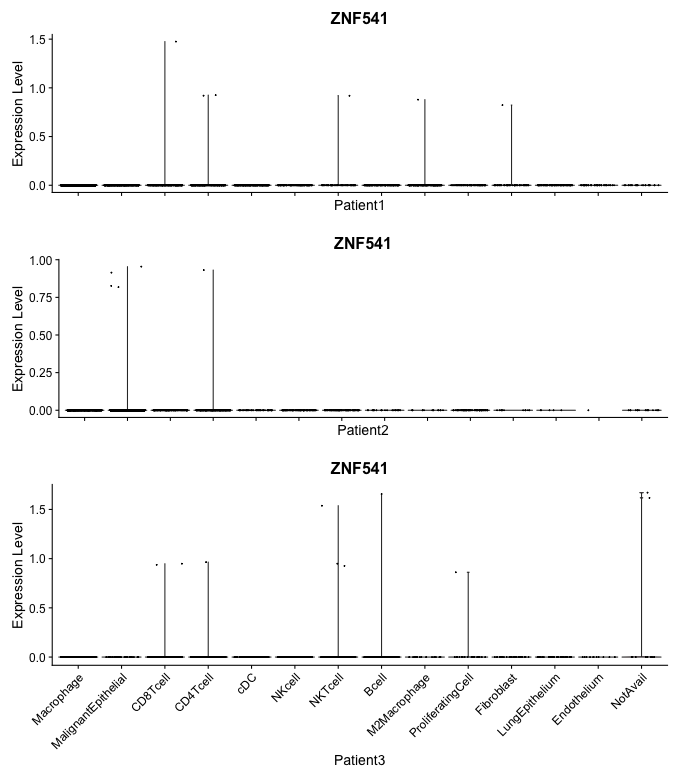 ZNF541
Expression Level
1.5
1.0
0.5
0.0
Patient1
ZNF541
Expression Level
1.00
0.75
0.50
0.25
0.00
Patient2
ZNF541
Expression Level
1.5
1.0
0.5
0.0
Macrophage
MalignantEpithelial
CD8Tcell
CD4Tcell
cDC
NKcell
NKTcell
Bcell
M2Macrophage
ProliferatingCell
Fibroblast
LungEpithelium
Endothelium
NotAvail
Patient3